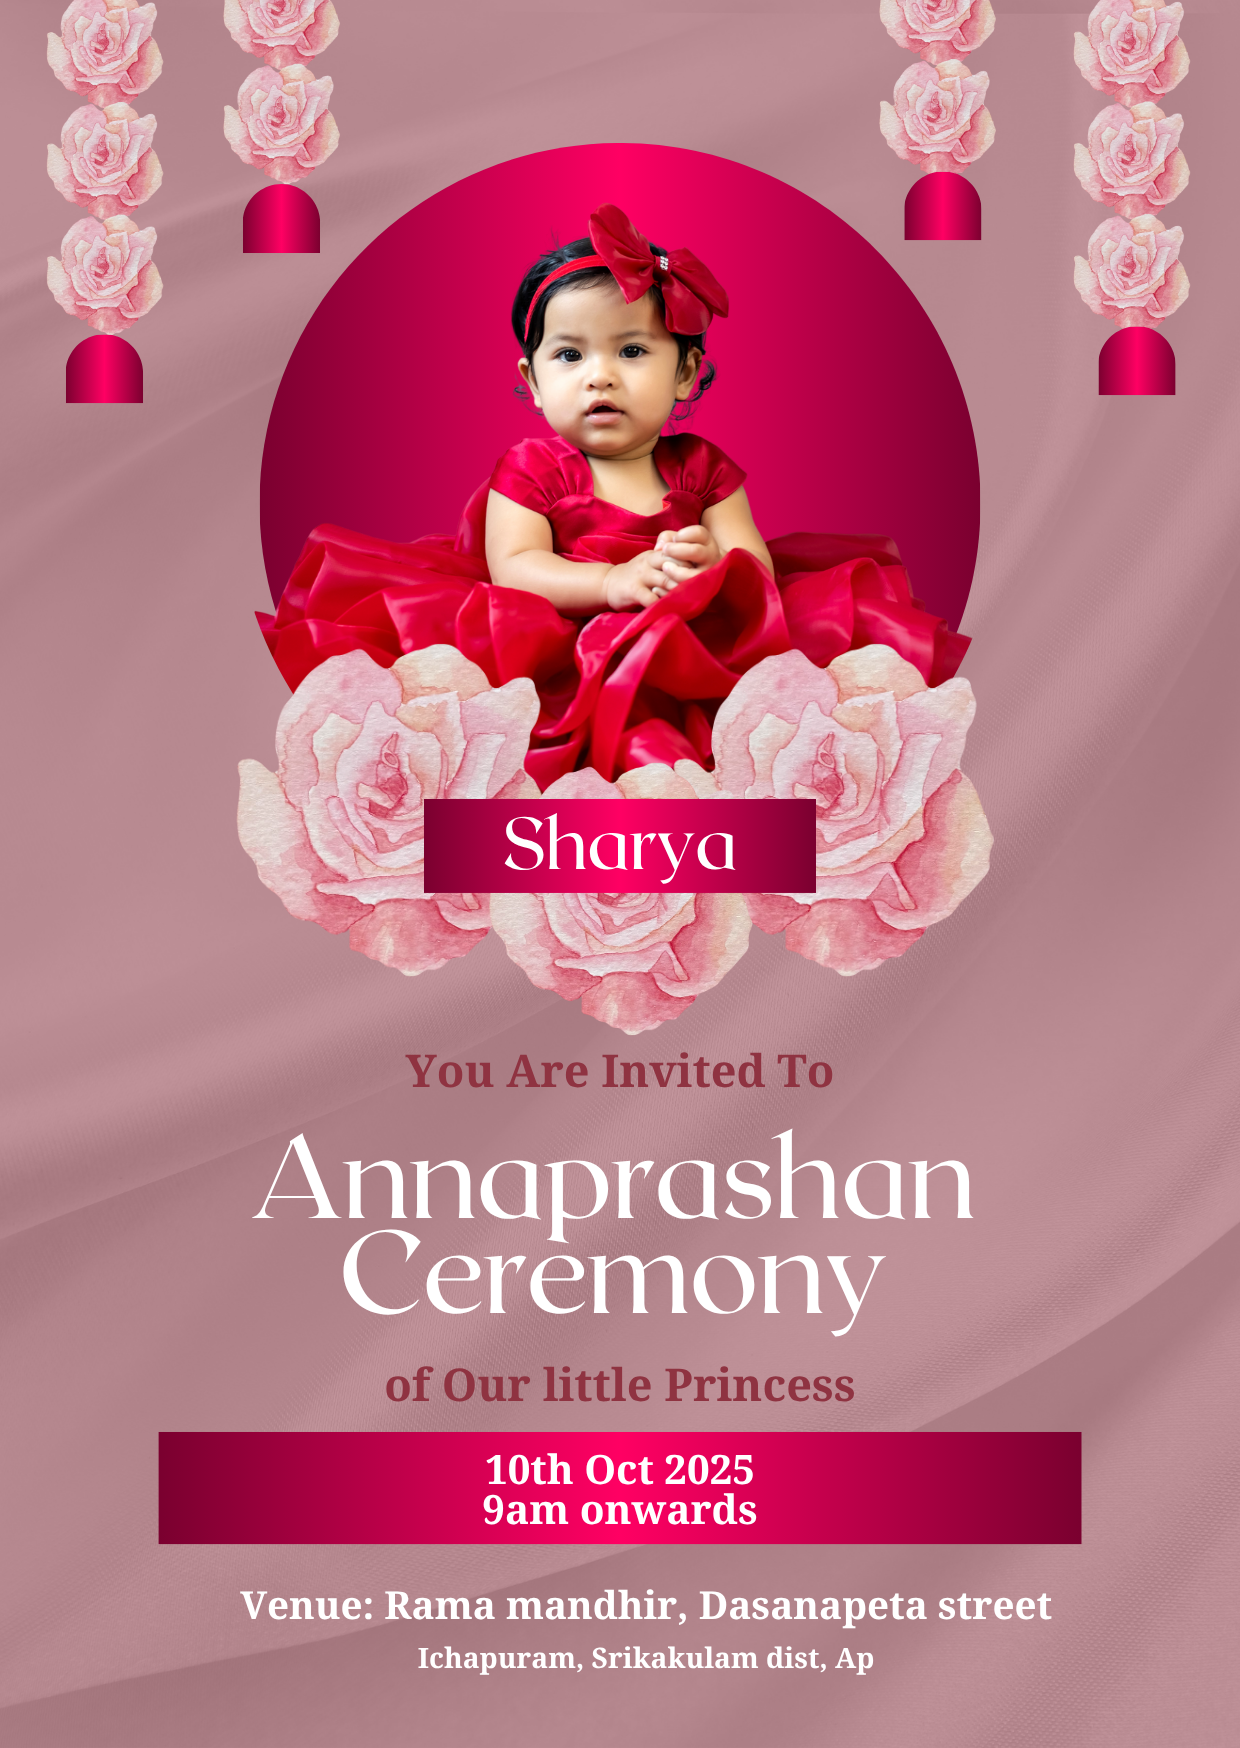 Sharya
You Are Invited To
Annaprashan
Ceremony
of Our little Princess
10th Oct 2025
9am onwards
Venue: Rama mandhir, Dasanapeta street
Ichapuram, Srikakulam dist, Ap